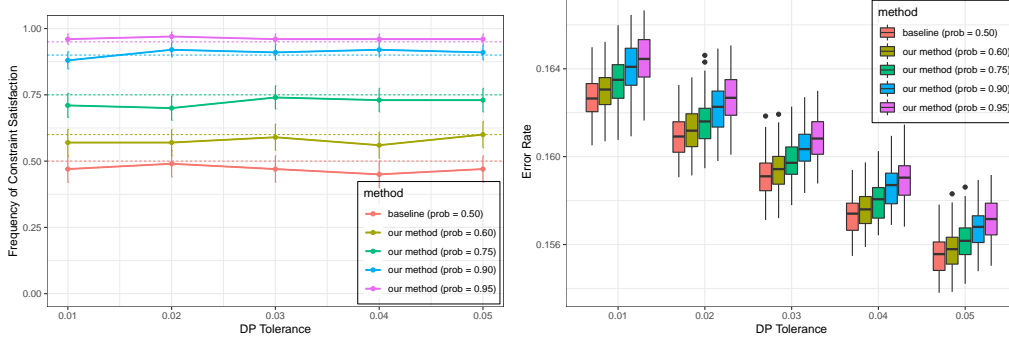 Frequency of Constraint Satisfaction
1.00
0.75
0.50
0.25
0.00
0.01 0.02 0.03 0.04 0.05
DP Tolerance
method
baseline (prob = 0.50)
our method (prob = 0.60)
our method (prob = 0.75)
our method (prob = 0.90)
our method (prob = 0.95)
Error Rate
0.164
0.160
0.156
0.01 0.02 0.03 0.04 0.05
DP Tolerance
method
baseline (prob = 0.50)
our method (prob = 0.60)
our method (prob = 0.75)
our method (prob = 0.90)
our method (prob = 0.95)